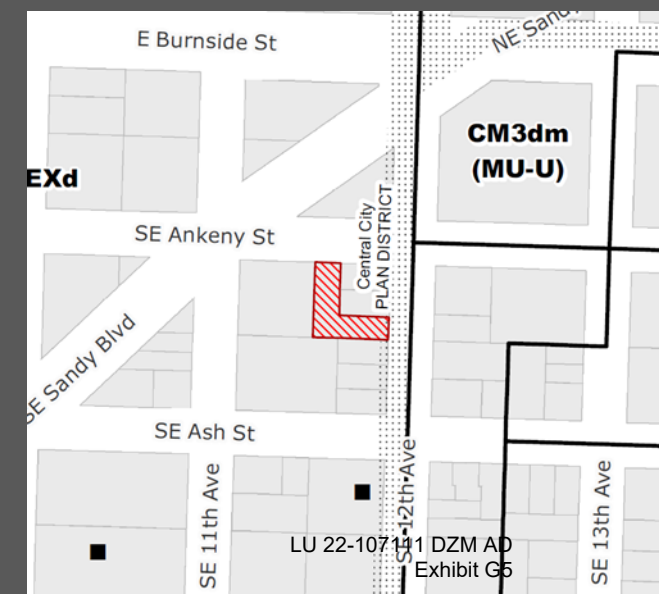 E Burnside St
NE Sandy
CM3dm
(MU-U)
EXd
Central City
PLAN DISTRICT
SE Ankeny St
SE Sandy Blvd
SE Ash St
SE 11th Ave
SE 12th Ave
SE 13th Ave
LU 22-107111 DZM AD
Exhibit G5